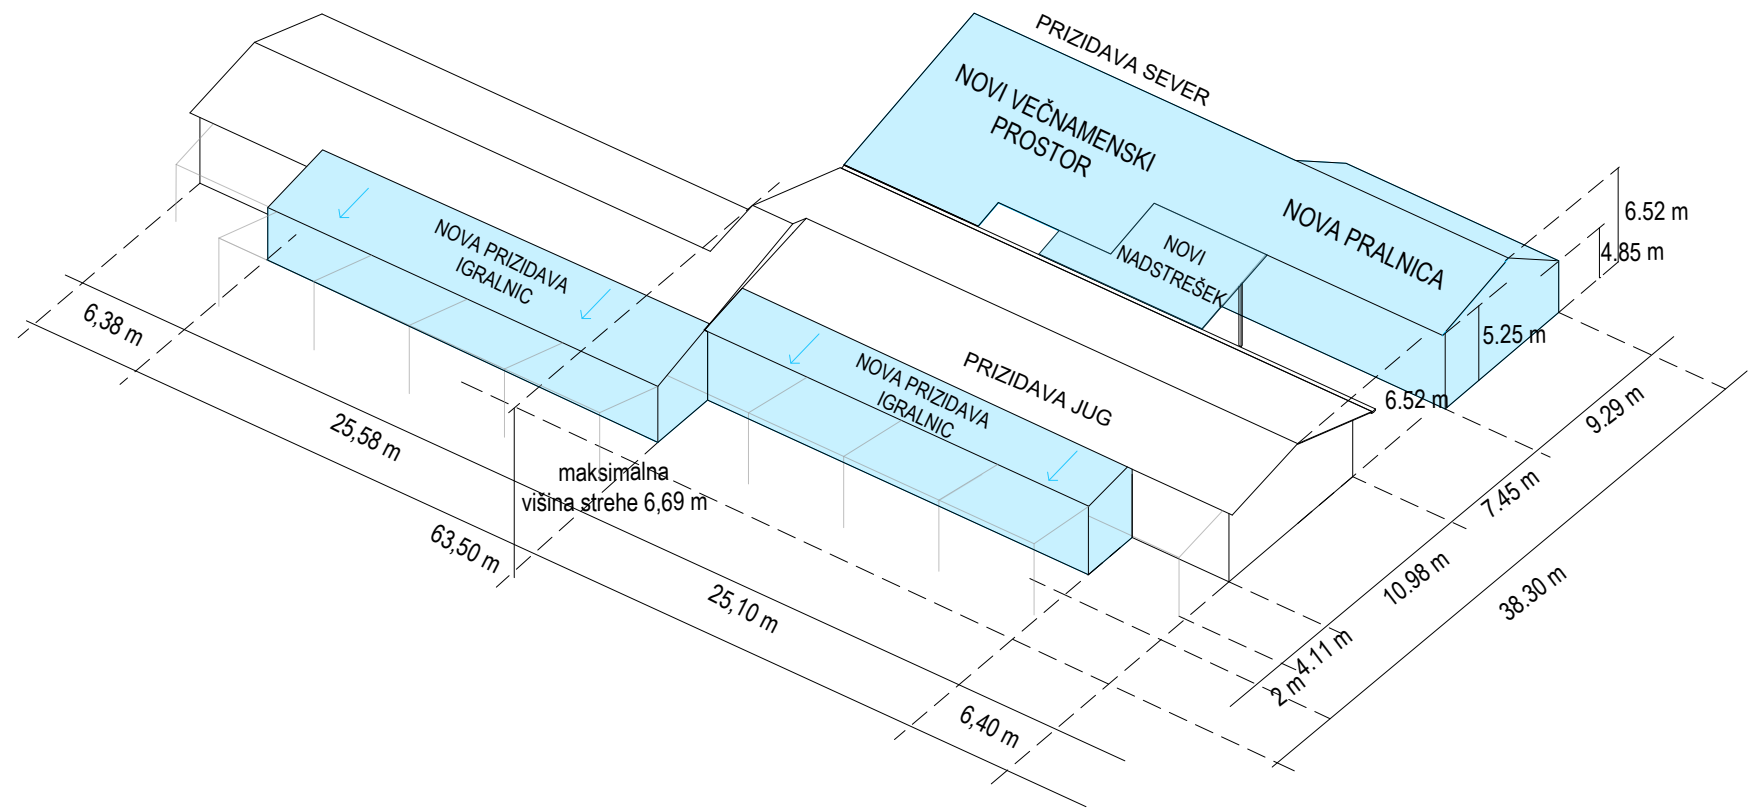 PRIZIDAVA SEVER
NOVI VEČNAMENSKI
PROSTOR
NOVA PRALNICA
NOVI
NADSTREŠEK
6.52 m
4.85 m
5.25 m
6.52 m
NOVA PRIZIDAVA
IGRALNIC
NOVA PRIZIDAVA
IGRALNIC
PRIZIDAVA JUG
maksimalna
višina strehe 6,69 m
6,38 m
25,58 m
63,50 m
25,10 m
6,40 m
9.29 m
7.45 m
10.98 m
38.30 m
4.11 m
2 m